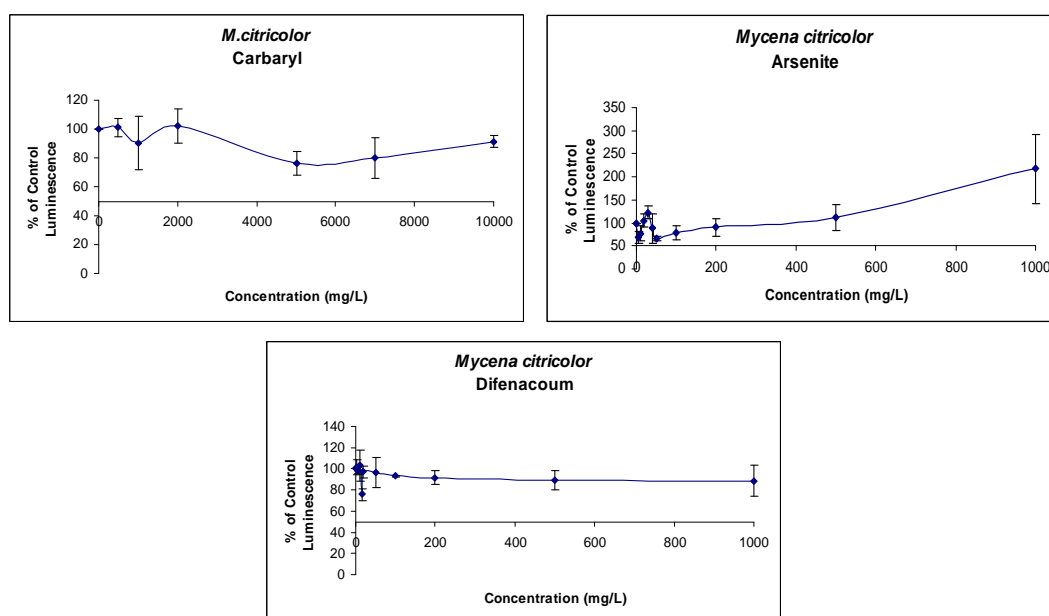 M.citricolor
Carbaryl
% of Control
Luminescence
120
100
80
60
40
20
0
0 2000 4000 6000 8000 10000
Concentration (mg/L)
Mycena citricolor
Arsenite
% of Control
Luminescence
350
300
250
200
150
100
50
0
0 200 400 600 800 1000
Concentration (mg/L)
Mycena citricolor
Difenacoum
% of Control
Luminescence
140
120
100
80
60
40
20
0
0 200 400 600 800 1000
Concentration (mg/L)